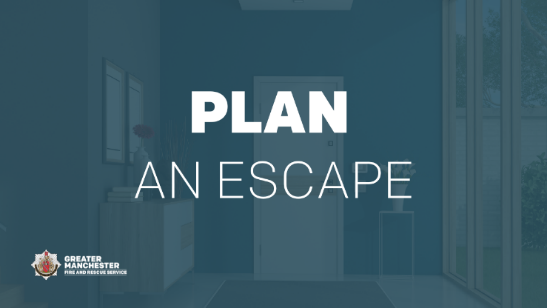 PLAN
AN ESCAPE
GREATER
MANCHESTER
FIRE AND RESCUE SERVICE